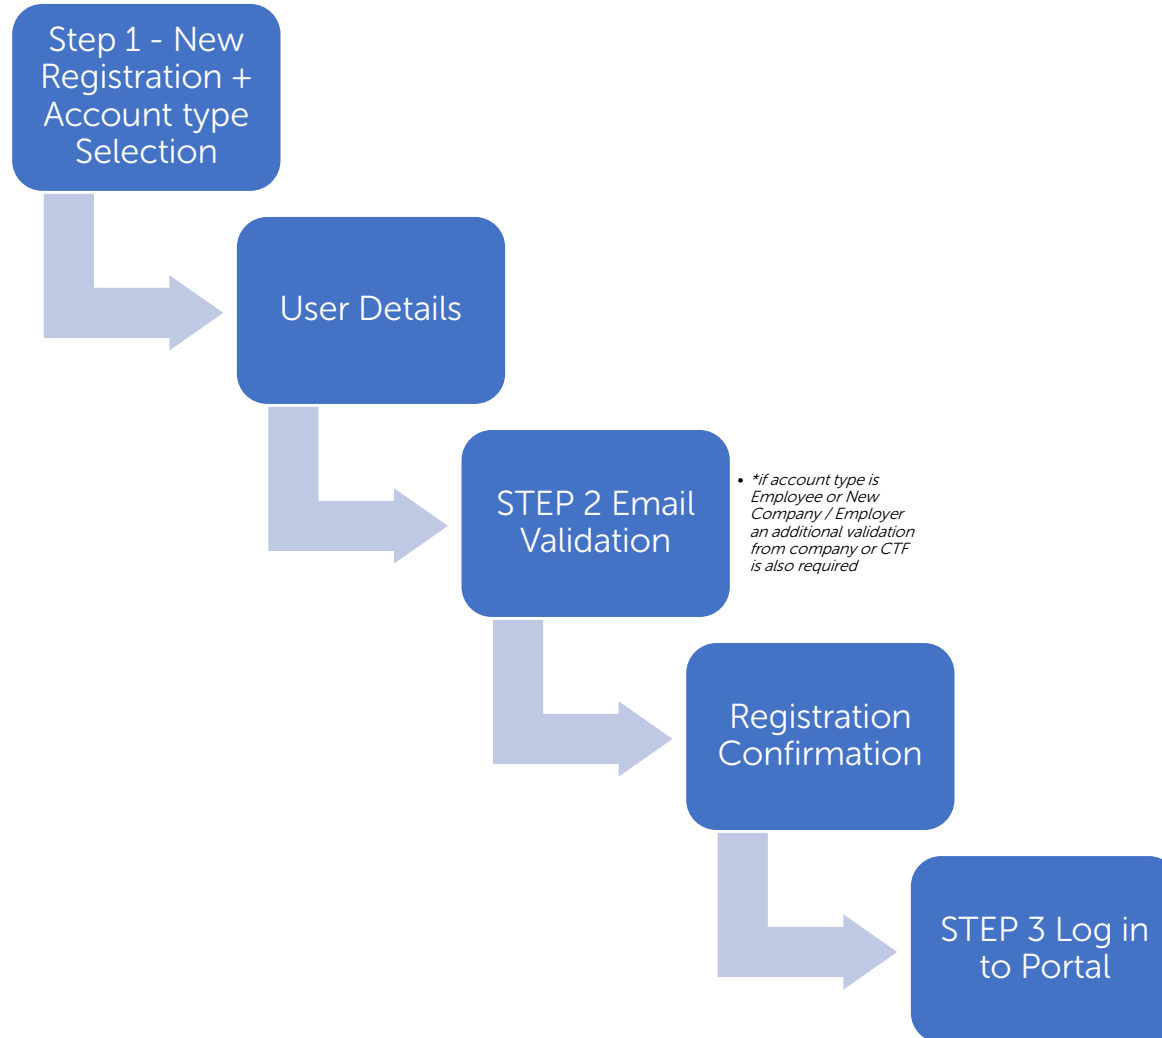 Step 1 - New
Registration +
Account type
Selection
User Details
STEP 2 Email
Validation
• *if account type is
Employee or New
Company / Employer
an additional validation
from company or CTF
is also required
Registration
Confirmation
STEP 3 Log in
to Portal